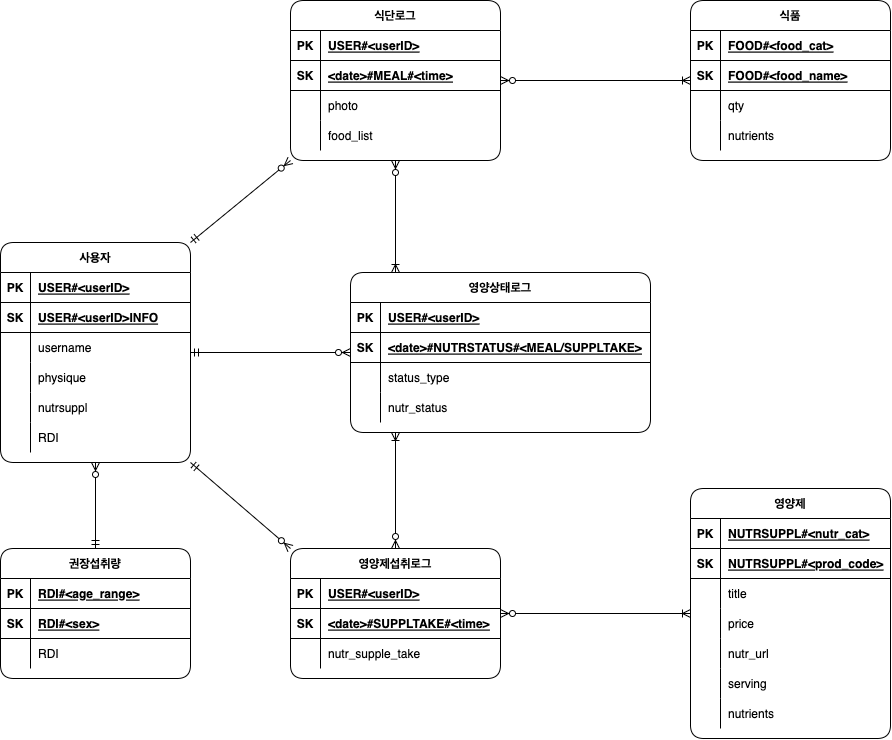 식단로그
PK USER#<userID>
SK <date>#MEAL#<time>
photo
food_list
식품
PK FOOD#<food_cat>
SK FOOD#<food_name>
qty
nutrients
사용자
PK USER#<userID>
SK USER#<userID>INFO
username
physique
nutrsuppl
RDI
영양상태로그
PK USER#<userID>
SK <date>#NUTRSTATUS#<MEAL/SUPPLTAKE>
status_type
nutr_status
권장섭취량
PK RDI#<age_range>
SK RDI#<sex>
RDI
영양제섭취로그
PK USER#<userID>
SK <date>#SUPPLTAKE#<time>
nutr_supple_take
영양제
PK NUTRSUPPL#<nutr_cat>
SK NUTRSUPPL#<prod_code>
title
price
nutr_url
serving
nutrients